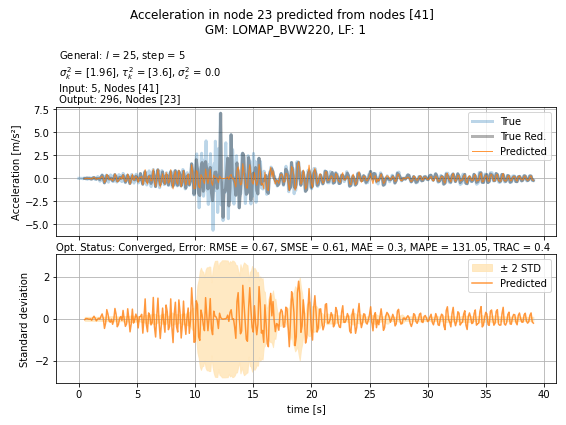 Acceleration in node 23 predicted from nodes [41]
GM: LOMAP_BVW220, LF: 1
General: l = 25, step = 5
σ²ₖ = [1.96], τ²ₖ = [3.6], σ²ε = 0.0
Input: 5, Nodes [41]
Output: 296, Nodes [23]
7.5
5.0
2.5
0.0
−2.5
−5.0
Acceleration [m/s²]
True
True Red.
Predicted
Opt. Status: Converged, Error: RMSE = 0.67, SMSE = 0.61, MAE = 0.3, MAPE = 131.05, TRAC = 0.4
2
0
−2
Standard deviation
± 2 STD
Predicted
0 5 10 15 20 25 30 35 40
time [s]